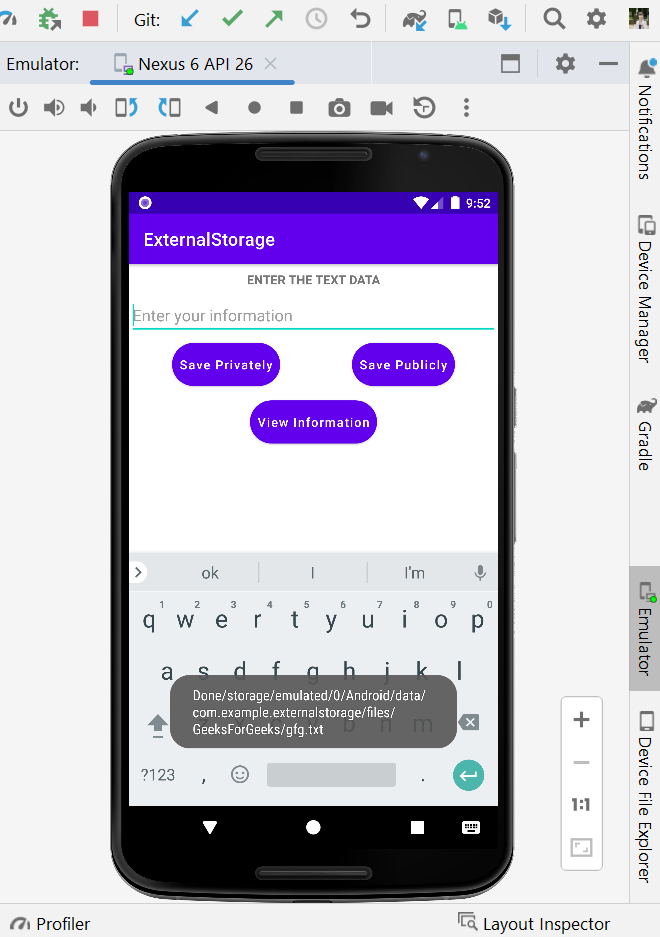 Git:
Emulator: Nexus 6 API 26
9:52
ExternalStorage
ENTER THE TEXT DATA
Enter your information
Save Privately Save Publicly
View Information
ok I I'm
1 2 3 4 5 6 7 8 9 0
q w e r t y u i o p
a s d f g h j k l
b n m
Done/storage/emulated/0/Android/data/
com.example.externalstorage/files/
GeeksForGeeks/gfg.txt
?123 , .
1:1
Notifications
Device Manager
Gradle
Emulator
Device File Explorer
Profiler Layout Inspector